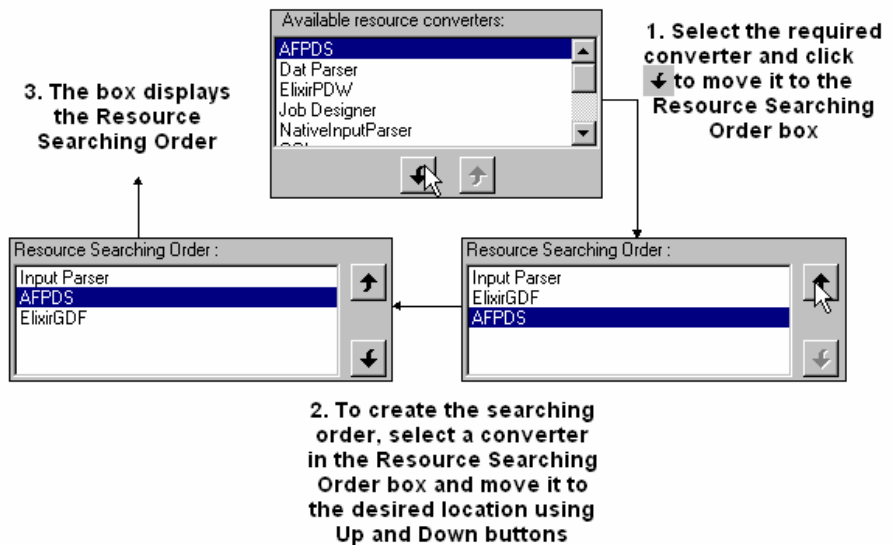 Available resource converters:
AFPDS
Dat Parser
ElixirPDW
Job Designer
NativeInputParser
1. Select the required
converter and click
to move it to the
Resource Searching
Order box
3. The box displays
the Resource
Searching Order
Resource Searching Order :
Input Parser
AFPDS
ElixirGDF
Resource Searching Order :
Input Parser
ElixirGDF
AFPDS
2. To create the searching
order, select a converter
in the Resource Searching
Order box and move it to
the desired location using
Up and Down buttons